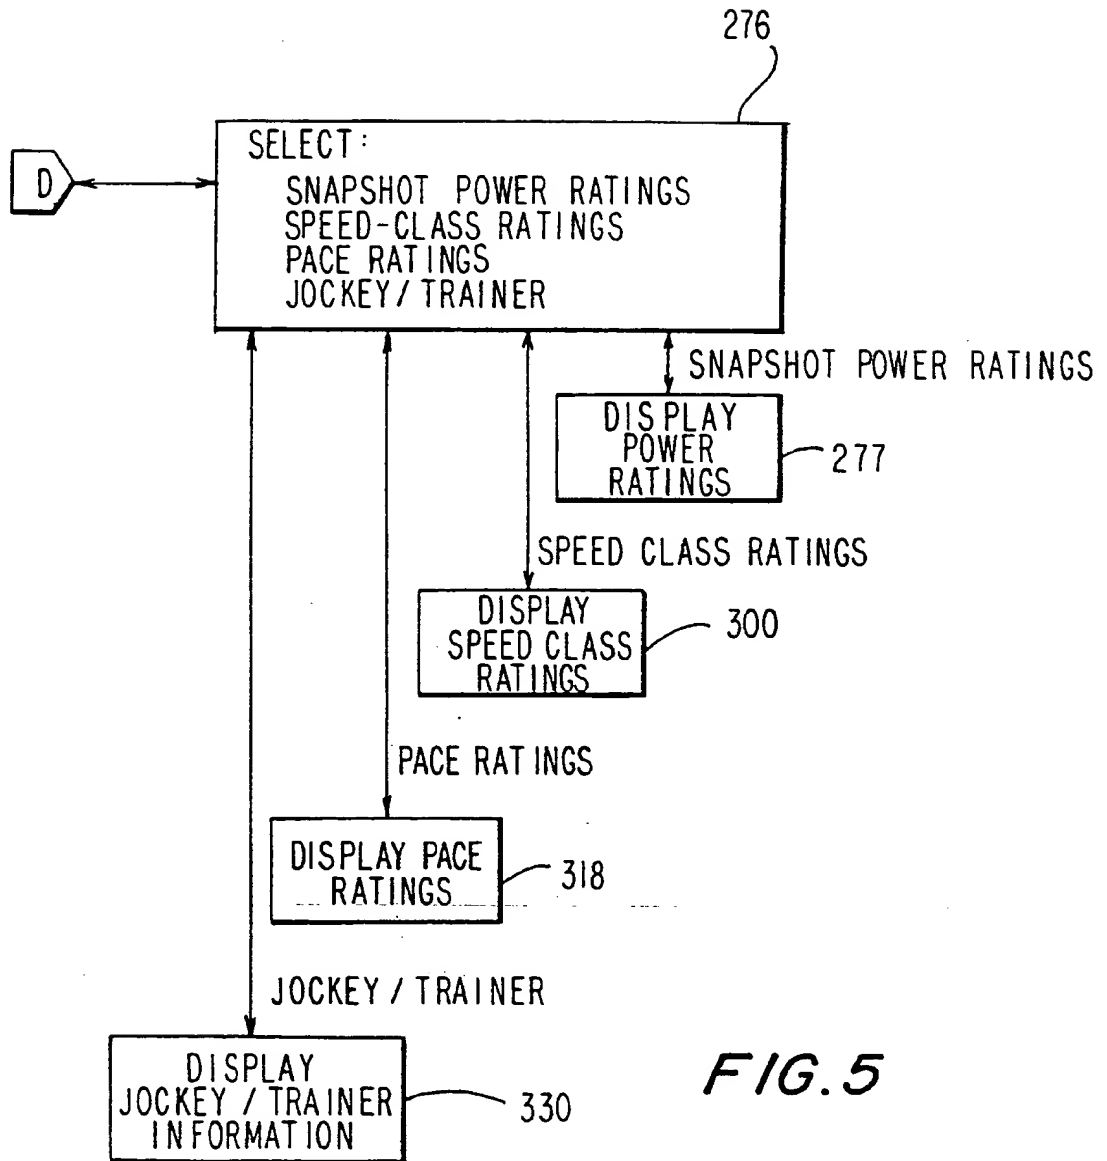 276
D
SELECT:
SNAPSHOT POWER RATINGS
SPEED-CLASS RATINGS
PACE RATINGS
JOCKEY/TRAINER
SNAPSHOT POWER RATINGS
DISPLAY
POWER
RATINGS
277
SPEED CLASS RATINGS
DISPLAY
SPEED CLASS
RATINGS
300
PACE RATINGS
DISPLAY PACE
RATINGS
318
JOCKEY / TRAINER
DISPLAY
JOCKEY / TRAINER
INFORMATION
330
FIG. 5